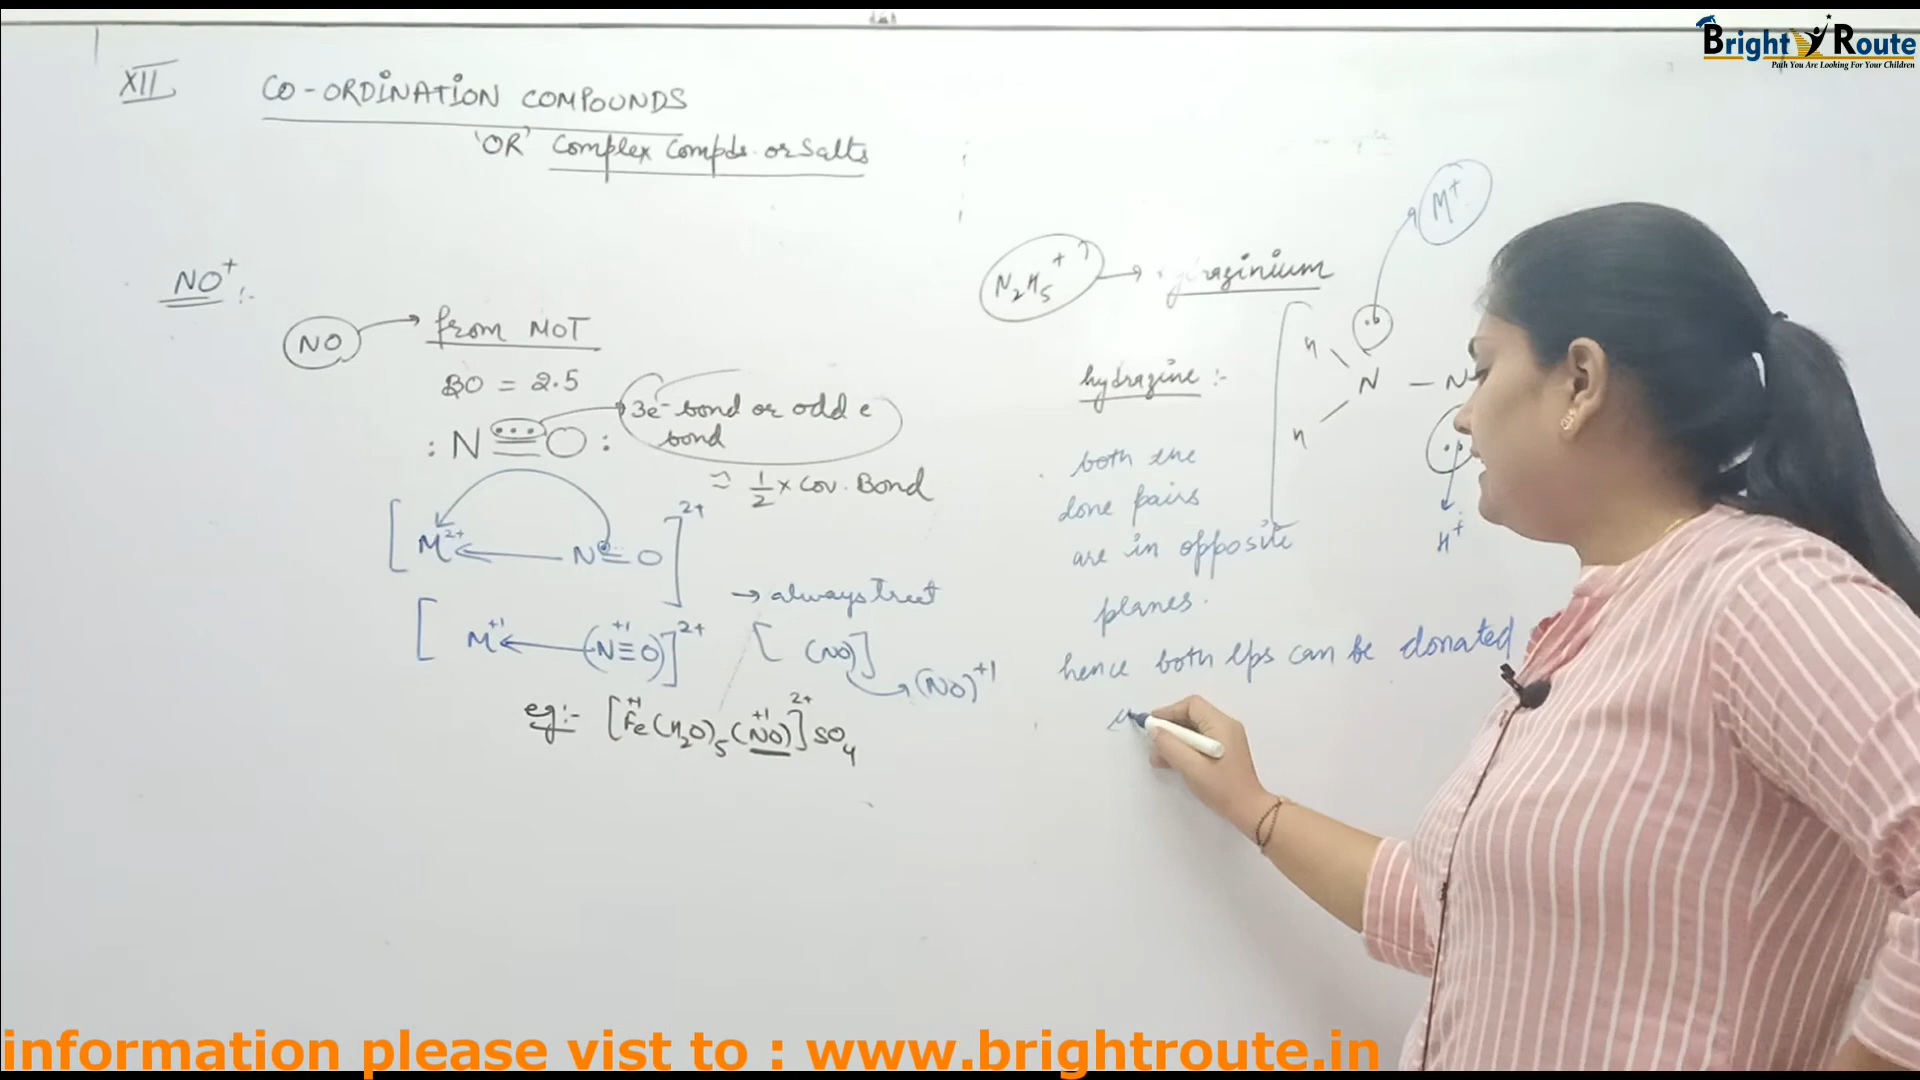 Bright Route
Path You Are Looking For Your Children
XII
CO-ORDINATION COMPOUNDS
'OR' Complex Compds. or Salts
NO⁺ :-
NO → from MOT
BO = 2.5
3e⁻ bond or odd e
bond
: N ≡ O :
⇒ 1/2 × Cov. Bond
[ M²⁺ ← N = O ]²⁺
→ always treat
[ M⁺¹ ← (N⁺¹ ≡ O) ]²⁺
[ (NO) ]
(NO)⁺¹
eg:- [Fe⁺¹(H₂O)₅(NO)⁺¹]²⁺ SO₄
M⁺
N₂H₅⁺ → razinium
hydrazine :-
H
N – N
H
H⁺
both the
lone pairs
are in opposite
planes.
hence both lps can be donated
information please vist to : www.brightroute.in